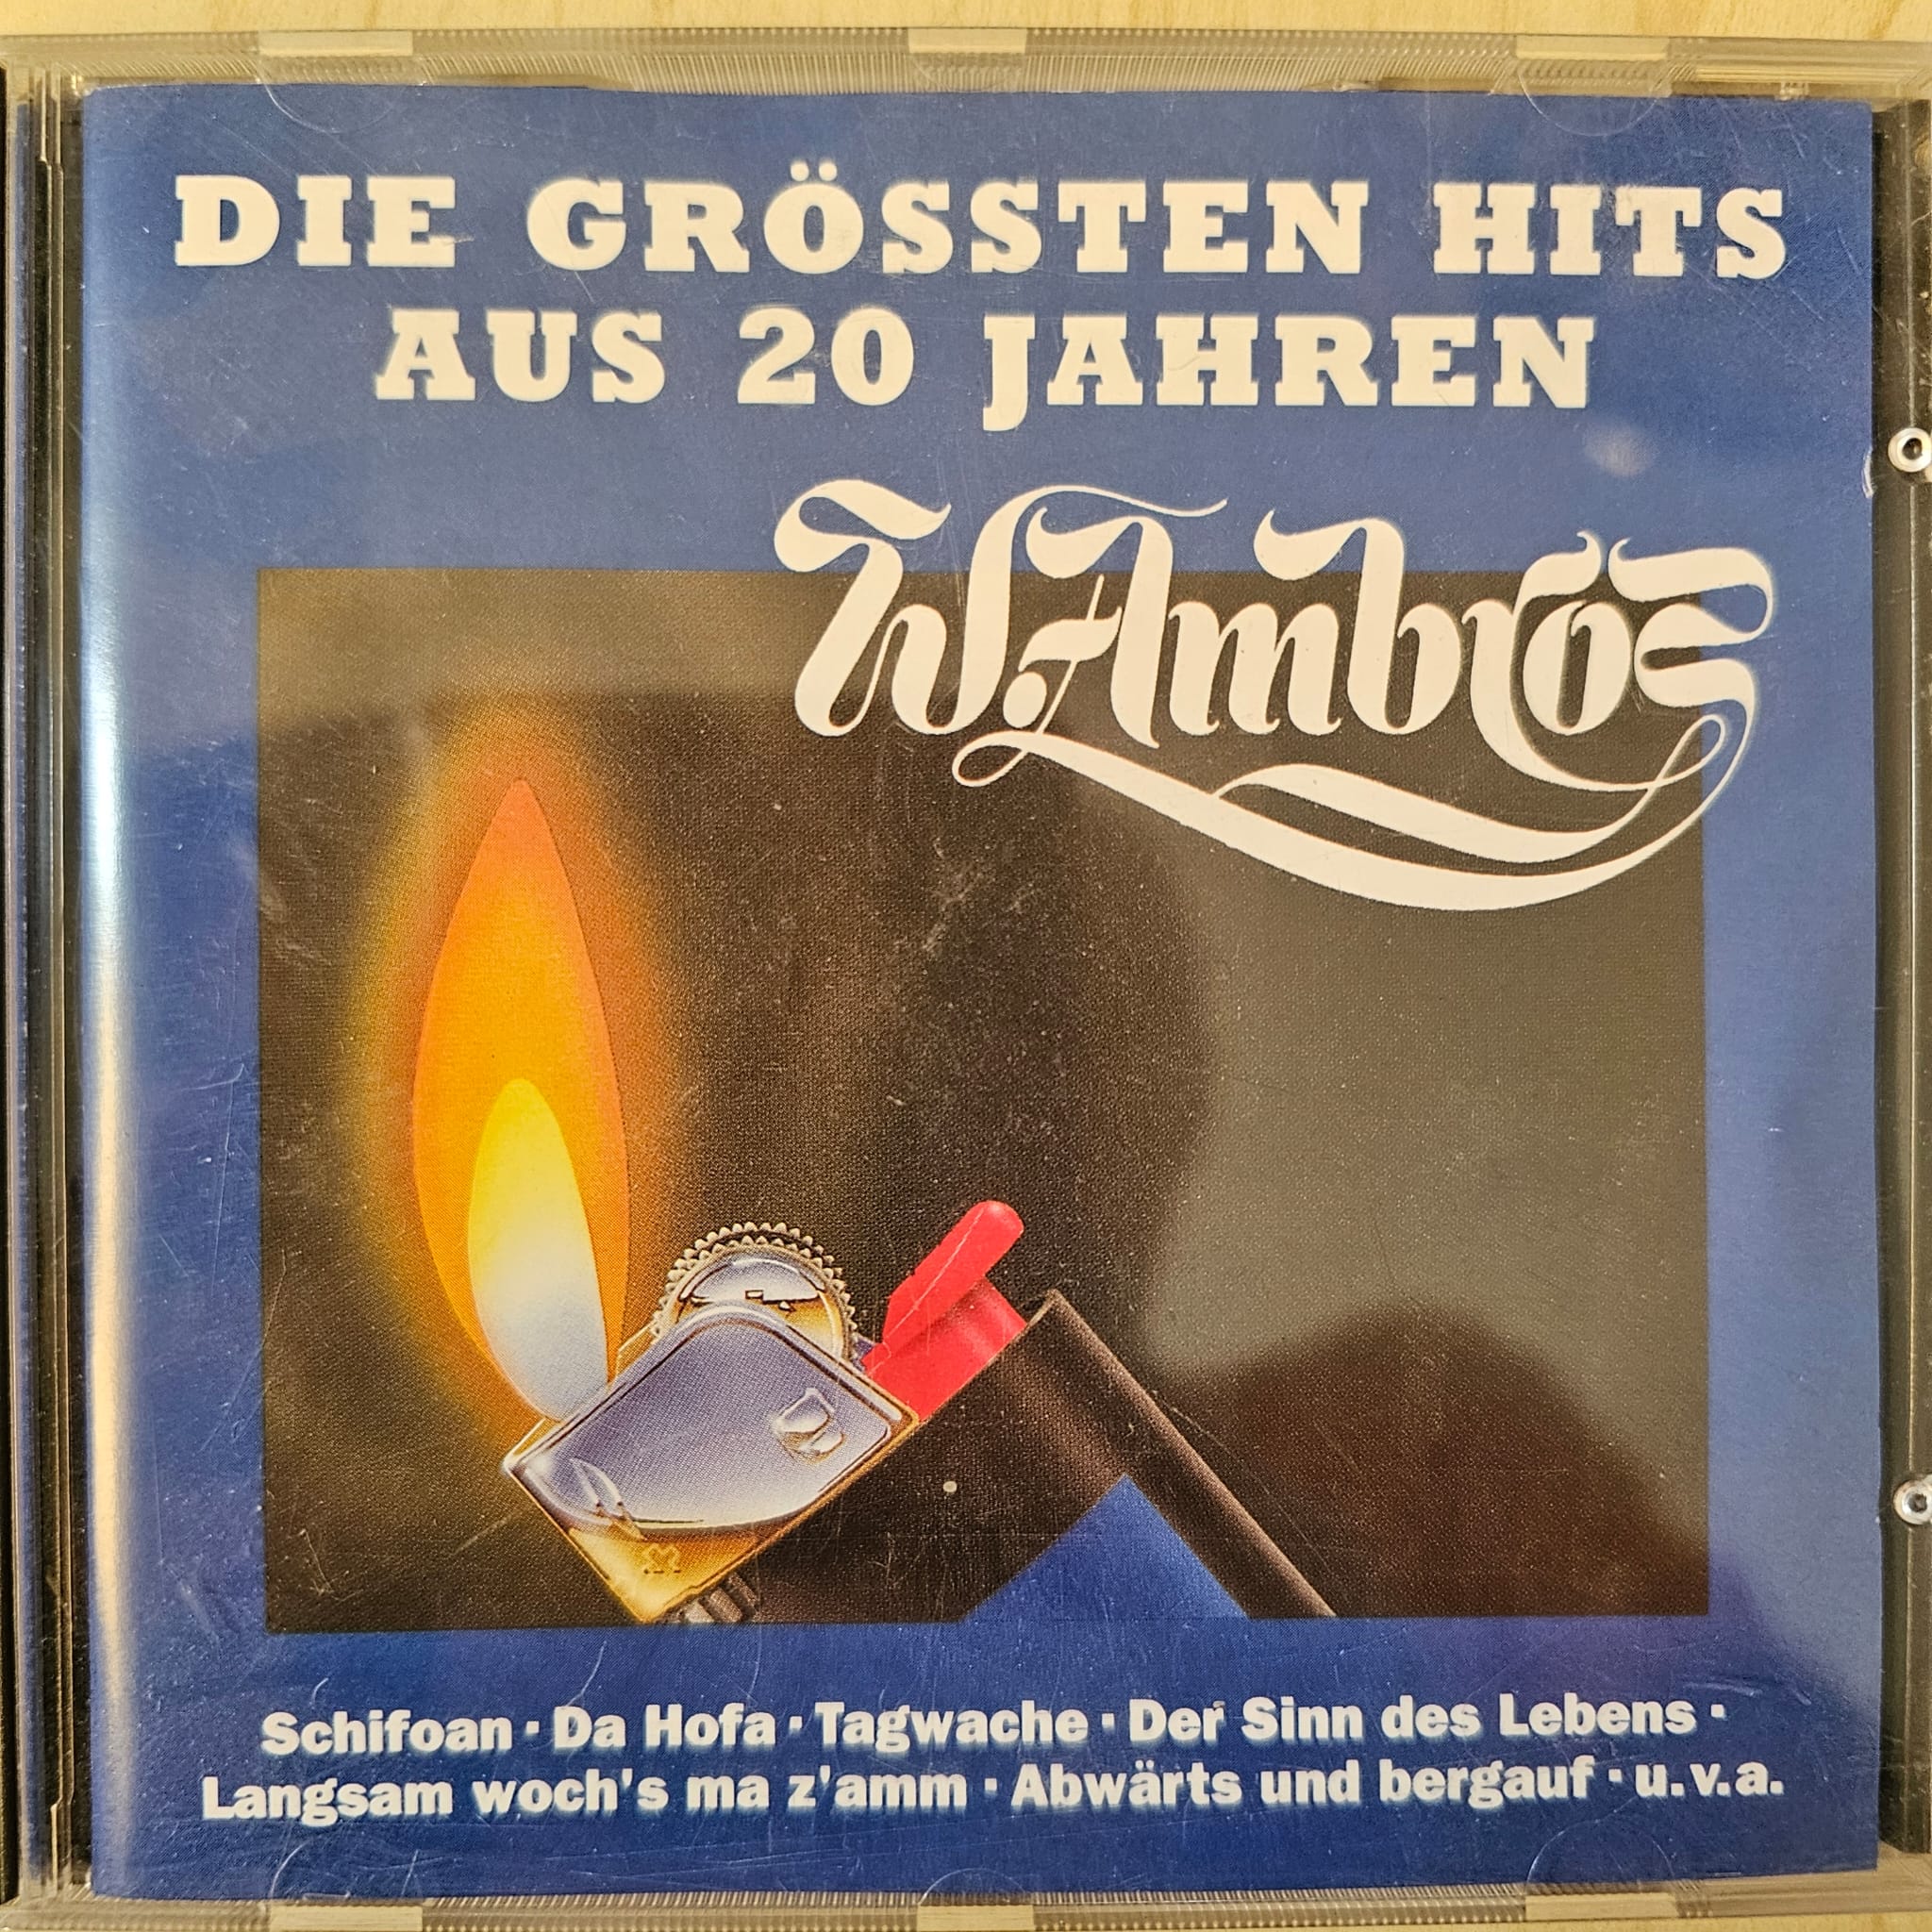 DIE GRÖSSTEN HITS
AUS 20 JAHREN
W. Ambros
Schifoan · Da Hofa · Tagwache · Der Sinn des Lebens ·
Langsam woch's ma z'amm · Abwärts und bergauf · u.v.a.